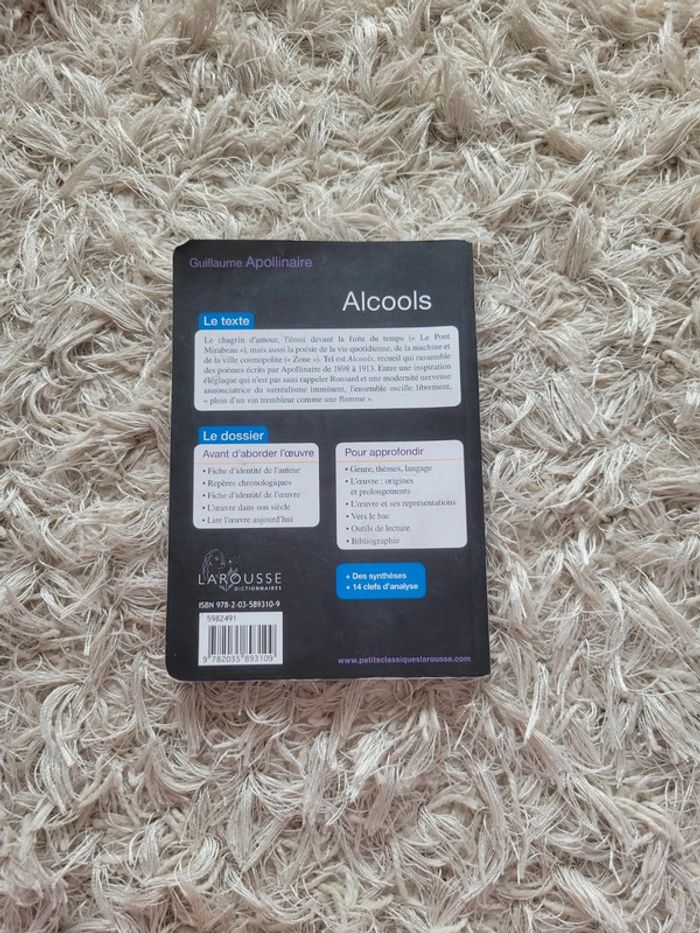 Guillaume Apollinaire
Alcools
Le texte
Le chagrin d'amour, l'émoi devant la fuite du temps (« Le Pont
Mirabeau »), mais aussi la poésie de la vie quotidienne, de la machine et
de la ville cosmopolite (« Zone »). Tel est Alcools, recueil qui rassemble
des poèmes écrits par Apollinaire de 1898 à 1913. Entre une inspiration
élégiaque qui n'est pas sans rappeler Ronsard et une modernité nerveuse
annonciatrice du surréalisme imminent, l'ensemble oscille librement,
« plein d'un vin trembleur comme une flamme ».
Le dossier
Avant d'aborder l'œuvre
• Fiche d'identité de l'auteur
• Repères chronologiques
• Fiche d'identité de l'œuvre
• L'œuvre dans son siècle
• Lire l'œuvre aujourd'hui
Pour approfondir
• Genre, thèmes, langage
• L'œuvre : origines
et prolongements
• L'œuvre et ses représentations
• Vers le bac
• Outils de lecture
• Bibliographie
+ Des synthèses
+ 14 clefs d'analyse
LAROUSSE
DICTIONNAIRES
ISBN 978-2-03-589310-9
5982491
9 782035 893109
www.petitsclassiqueslarousse.com